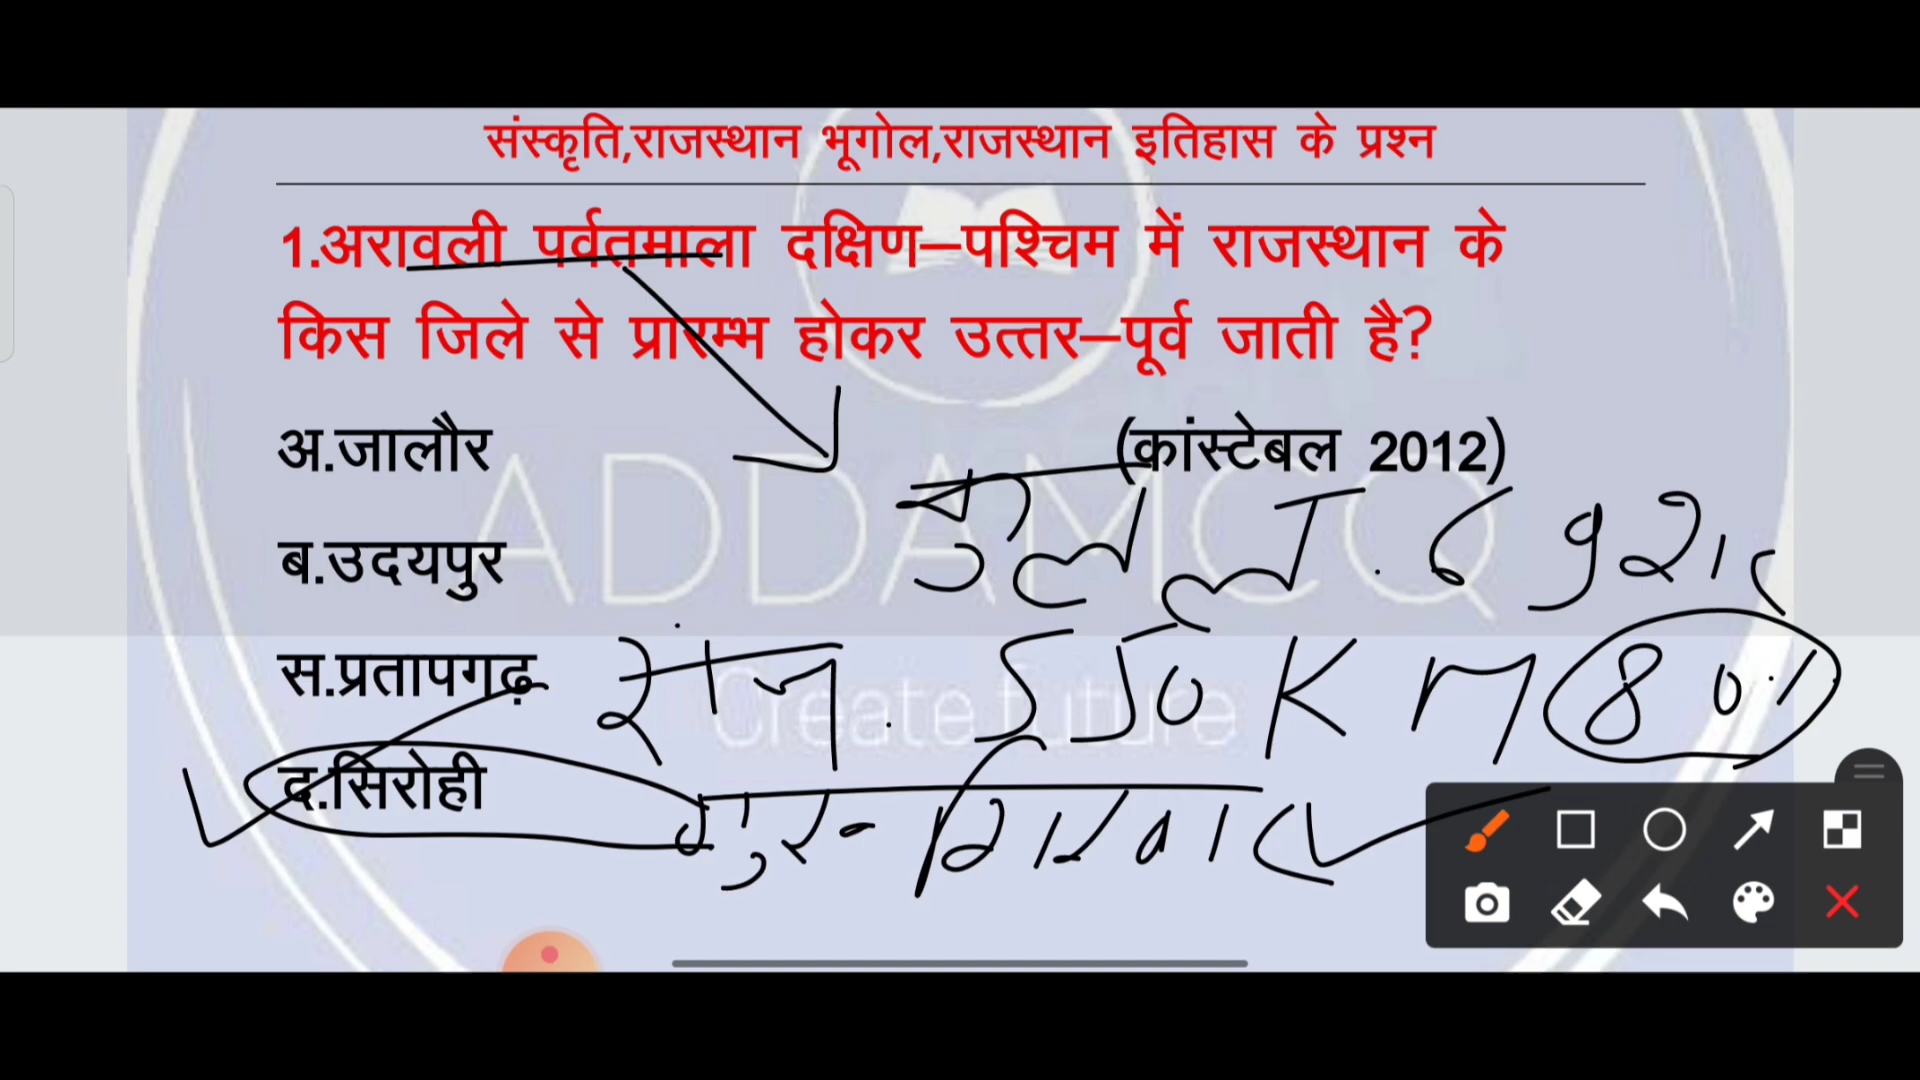 संस्कृति,राजस्थान भूगोल,राजस्थान इतिहास के प्रश्न
1.अरावली पर्वतमाला दक्षिण–पश्चिम में राजस्थान के
किस जिले से प्रारम्भ होकर उत्तर–पूर्व जाती है?
अ.जालौर (कांस्टेबल 2012)
ADDAMCQ
ब.उदयपुर
स.प्रतापगढ़ 550 KM 80%
Create future
द.सिरोही